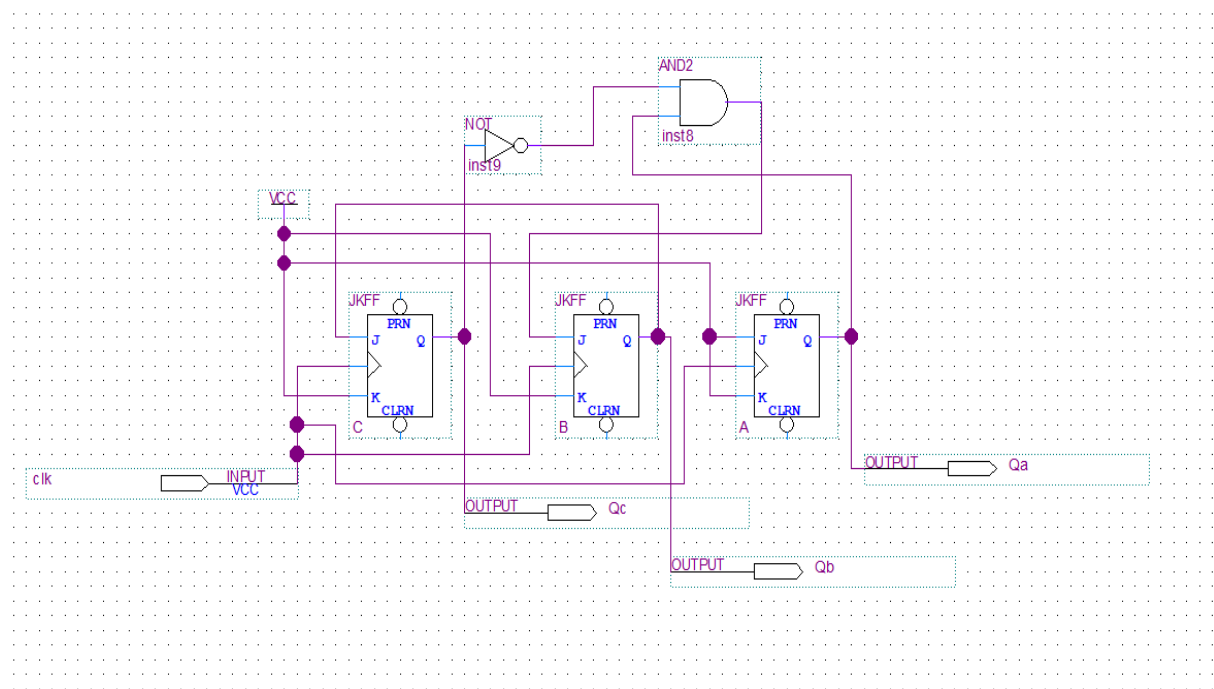 AND2
inst8
NOT
inst9
VCC
JKFF
PRN
J
Q
K
CLRN
C
JKFF
PRN
J
Q
K
CLRN
B
JKFF
PRN
J
Q
K
CLRN
A
clk
INPUT
VCC
OUTPUT
Qa
OUTPUT
Qc
OUTPUT
Qb